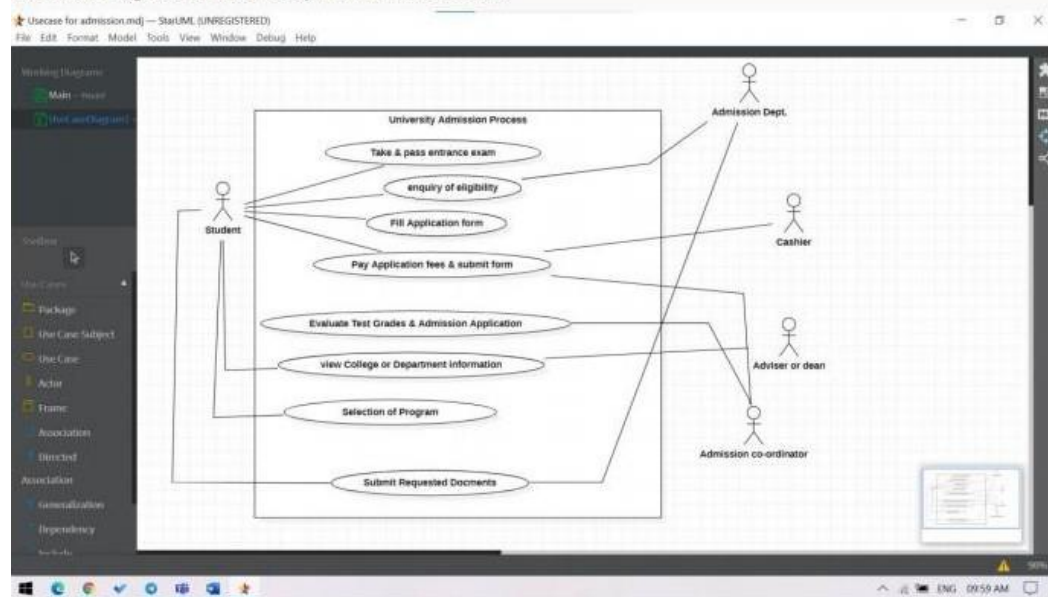 Usecase for admission.mdj — StarUML (UNREGISTERED)
File Edit Format Model Tools View Window Debug Help
Working Diagrams
Main — Model
UseCaseDiagram1
University Admission Process
Take & pass entrance exam
enquiry of eligibility
Fill Application form
Pay Application fees & submit form
Evaluate Test Grades & Admission Application
view College or Department information
Selection of Program
Submit Requested Docments
Student
Admission Dept.
Cashier
Adviser or dean
Admission co-ordinator
Toolbox
Use Cases
Package
Use Case Subject
Use Case
Actor
Frame
Association
Directed
Association
Generalization
Dependency
Include
90%
ENG 09:59 AM